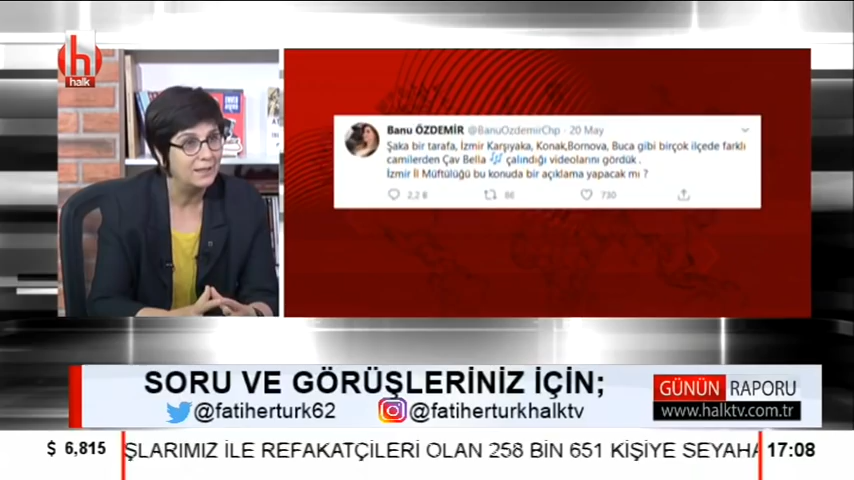 h
halk
Banu ÖZDEMİR @BanuOzdemirChp · 20 May
Şaka bir tarafa, İzmir Karşıyaka, Konak,Bornova, Buca gibi birçok ilçede farklı
camilerden Çav Bella çalındığı videolarını gördük .
İzmir İl Müftülüğü bu konuda bir açıklama yapacak mı ?
2,2 B 86 730
SORU VE GÖRÜŞLERİNİZ İÇİN;
@fatiherturk62 @fatiherturkhalktv
GÜNÜN RAPORU
www.halktv.com.tr
$ 6,815 ŞLARIMIZ İLE REFAKATÇİLERİ OLAN 258 BİN 651 KİŞİYE SEYAHA 17:08